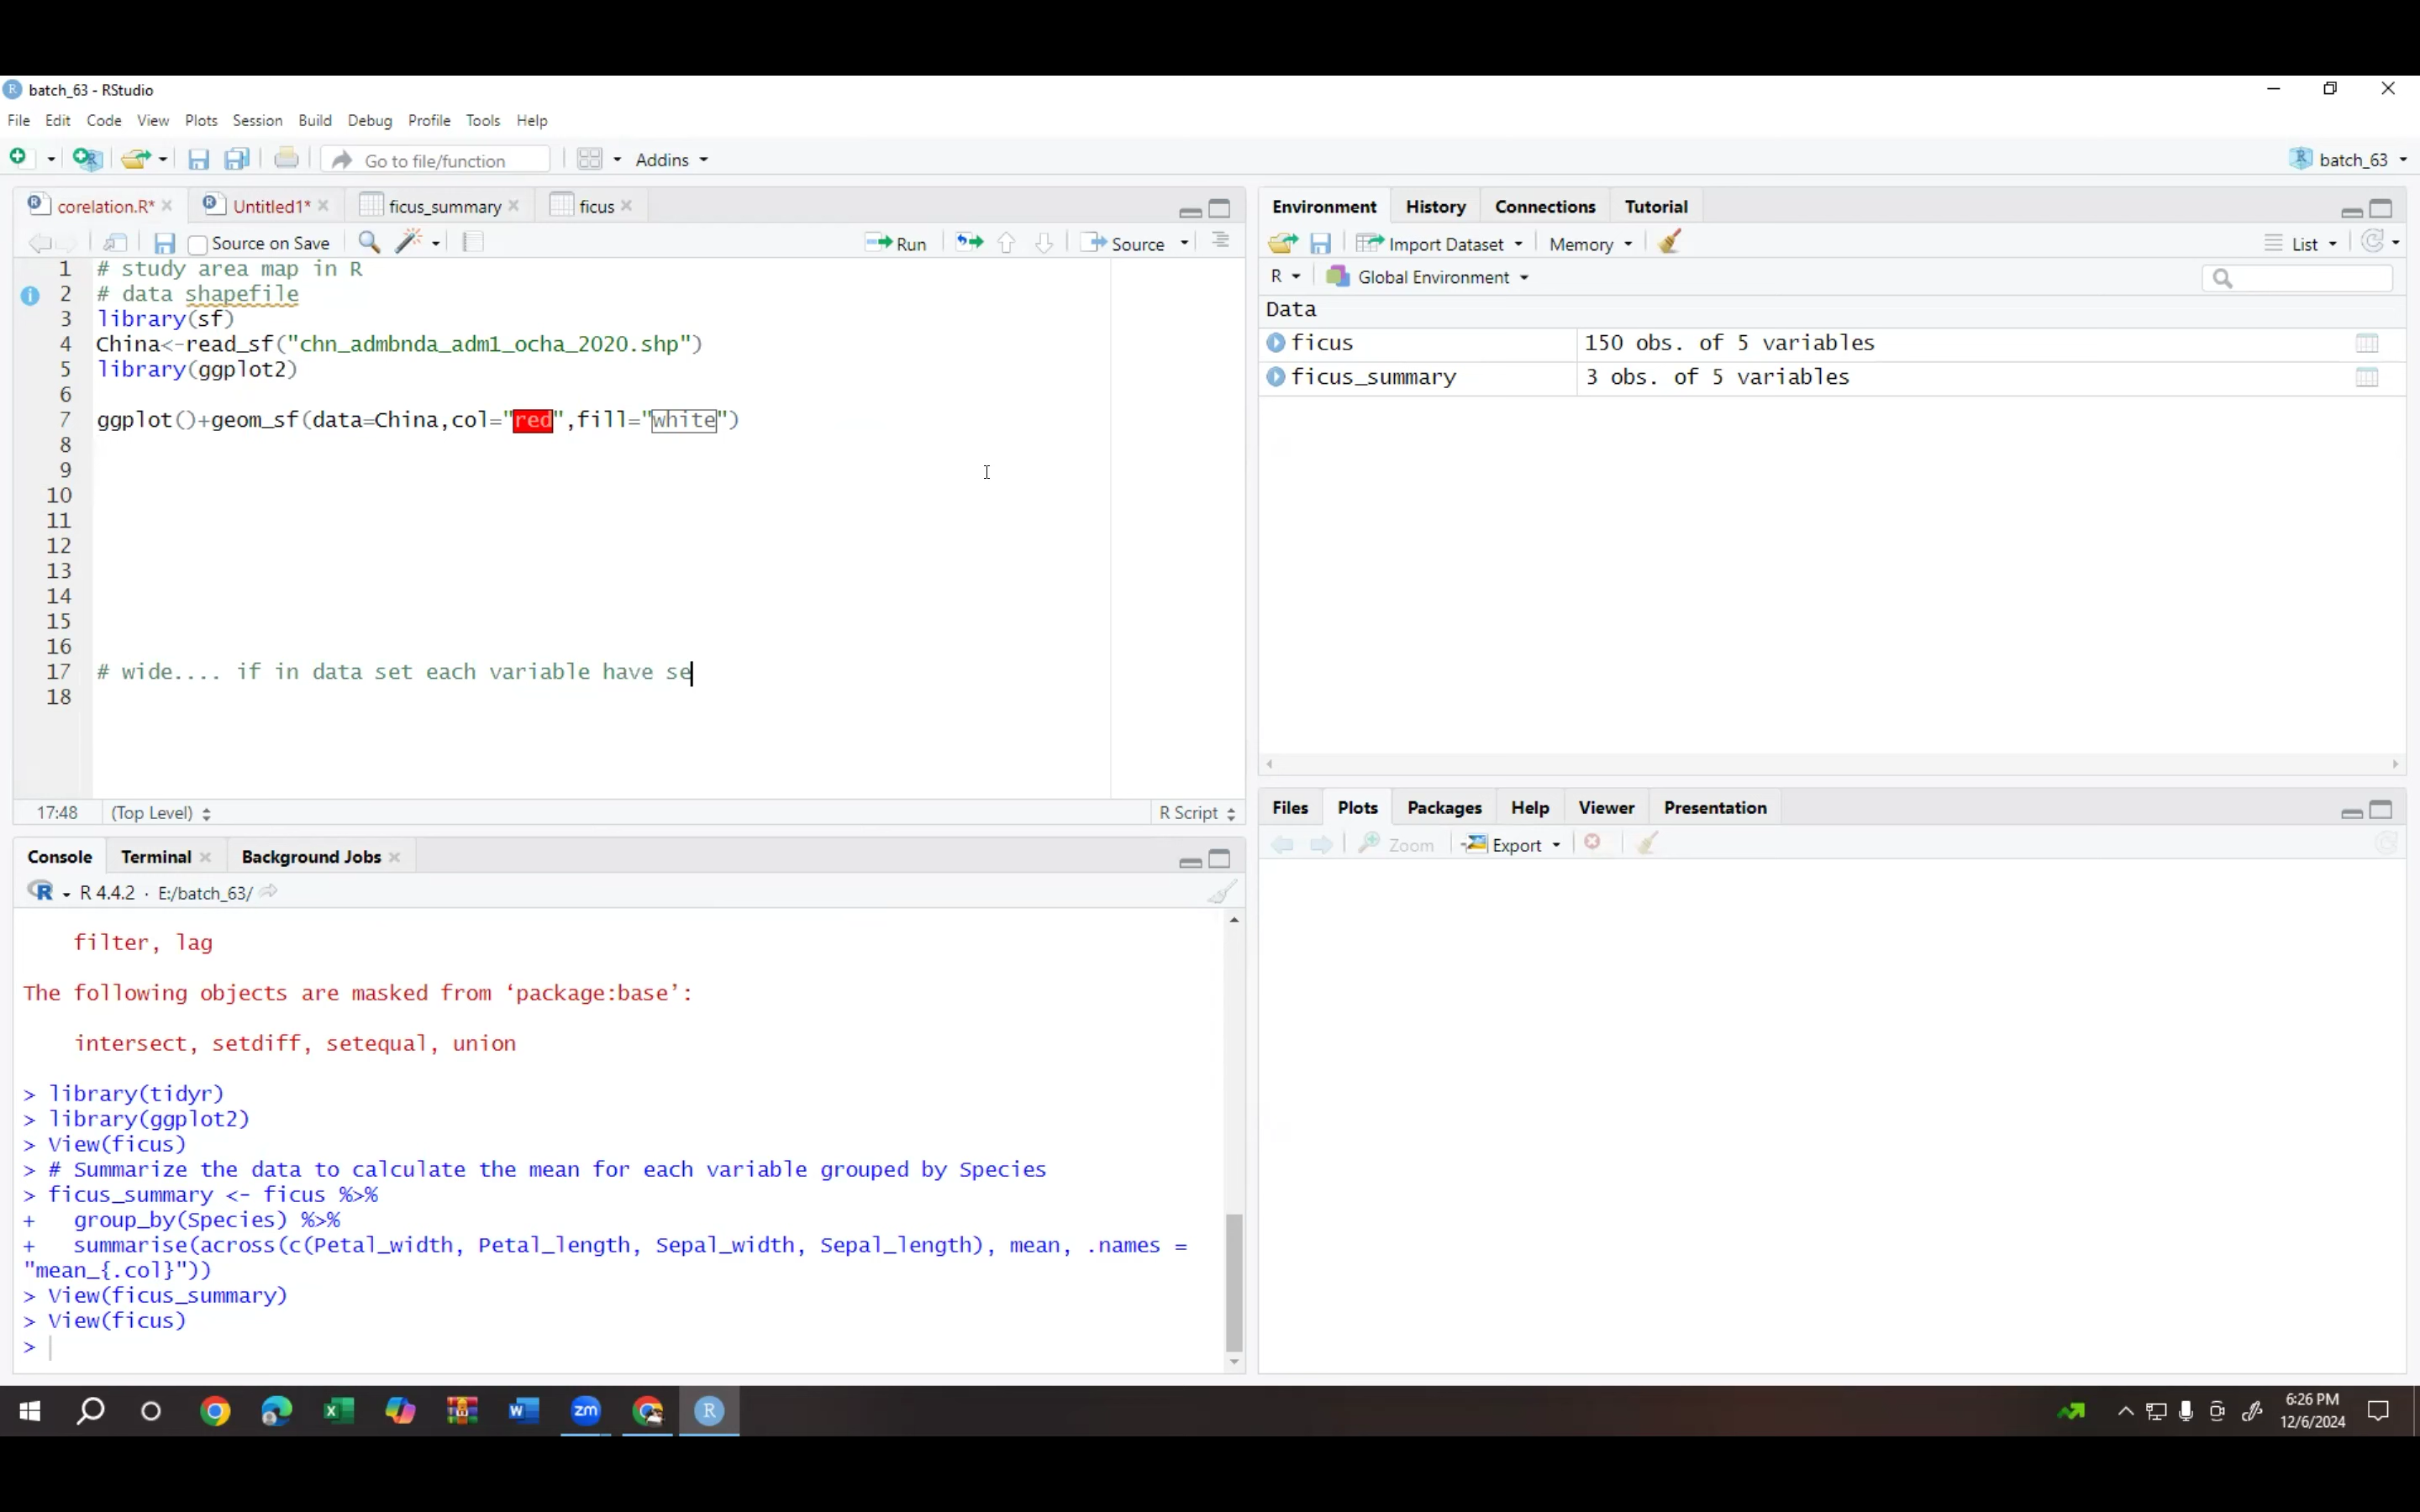 batch_63 - RStudio
File Edit Code View Plots Session Build Debug Profile Tools Help
Go to file/function Addins batch_63
corelation.R* Untitled1* ficus_summary ficus
Source on Save Run Source
1 # study area map in R
2 # data shapefile
3 library(sf)
4 China<-read_sf("chn_admbnda_adm1_ocha_2020.shp")
5 library(ggplot2)
6
7 ggplot()+geom_sf(data=China,col="red",fill="white")
8
9
10
11
12
13
14
15
16
17 # wide.... if in data set each variable have se
18
17:48 (Top Level) R Script
Console Terminal Background Jobs
R 4.4.2 · E:/batch_63/
filter, lag
The following objects are masked from ‘package:base’:
intersect, setdiff, setequal, union
> library(tidyr)
> library(ggplot2)
> View(ficus)
> # Summarize the data to calculate the mean for each variable grouped by Species
> ficus_summary <- ficus %>%
+ group_by(Species) %>%
+ summarise(across(c(Petal_width, Petal_length, Sepal_width, Sepal_length), mean, .names =
"mean_{.col}"))
> View(ficus_summary)
> View(ficus)
>
Environment History Connections Tutorial
Import Dataset Memory List
R Global Environment
Data
ficus 150 obs. of 5 variables
ficus_summary 3 obs. of 5 variables
Files Plots Packages Help Viewer Presentation
Zoom Export
zm
6:26 PM
12/6/2024